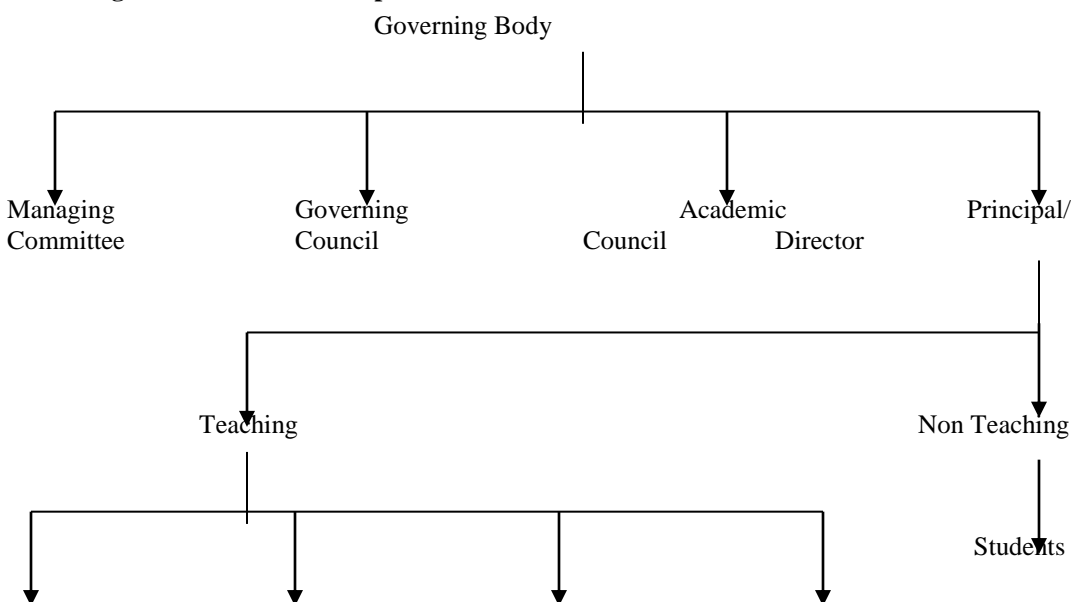 Governing Body
Managing Governing Academic Principal/
Committee Council Council Director
Teaching Non Teaching
Students